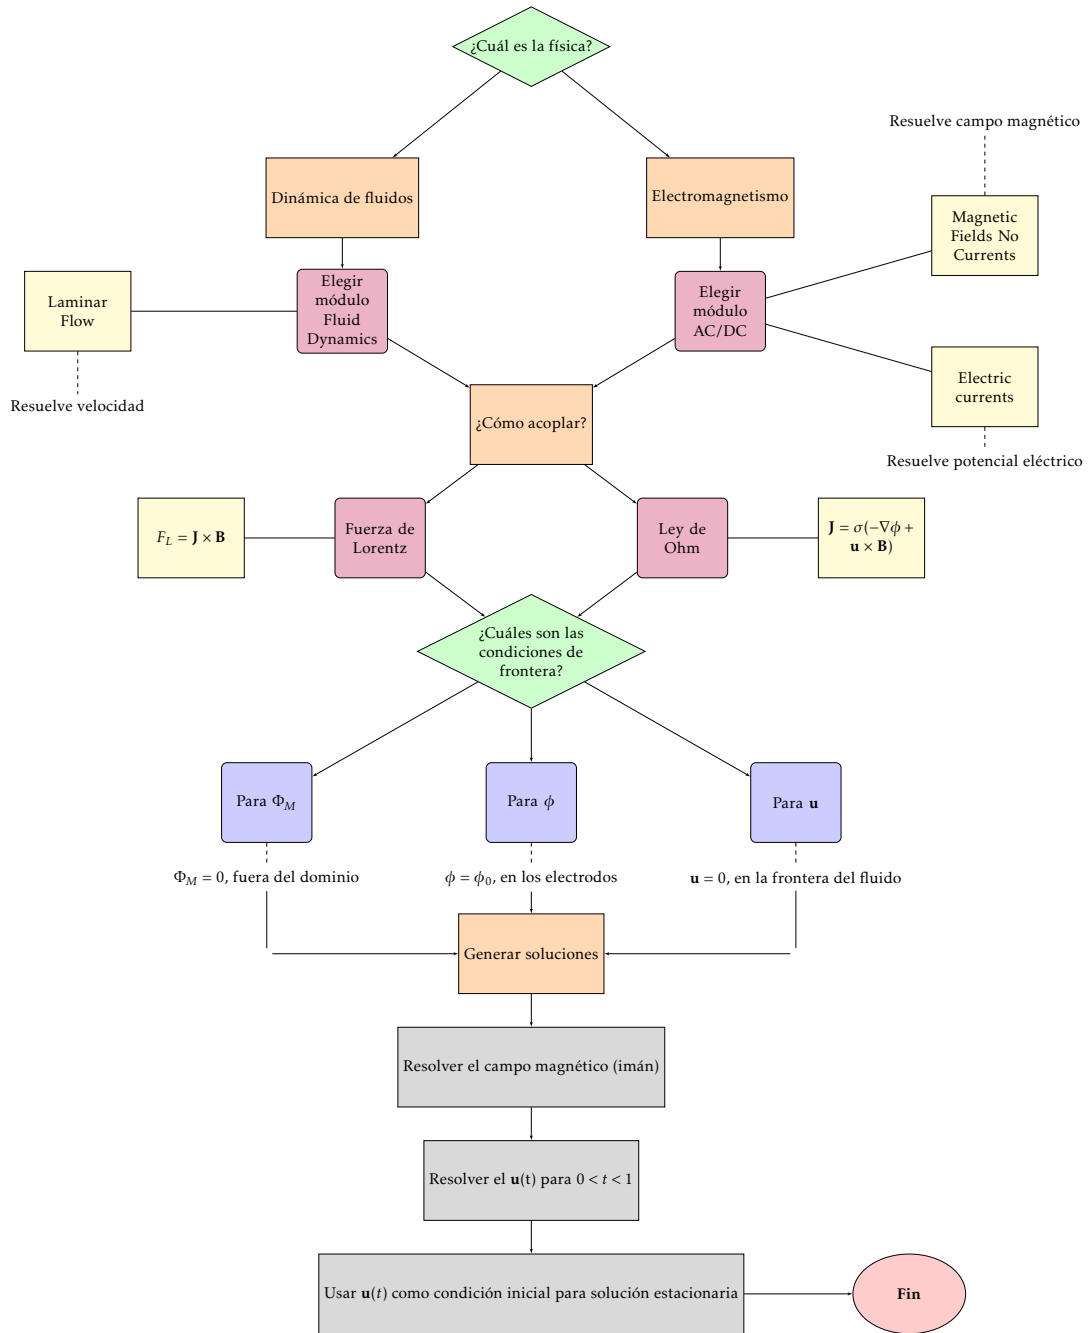 ¿Cuál es la física?
Resuelve campo magnético
Dinámica de fluidos
Electromagnetismo
Magnetic
Fields No
Currents
Laminar
Flow
Elegir
módulo
Fluid
Dynamics
Elegir
módulo
AC/DC
Electric
currents
Resuelve velocidad
¿Cómo acoplar?
Resuelve potencial eléctrico
F_L = J × B
Fuerza de
Lorentz
Ley de
Ohm
J = σ(−∇ϕ +
u × B)
¿Cuáles son las
condiciones de
frontera?
Para Φ_M
Para ϕ
Para u
Φ_M = 0, fuera del dominio
ϕ = ϕ_0, en los electrodos
u = 0, en la frontera del fluido
Generar soluciones
Resolver el campo magnético (imán)
Resolver el u(t) para 0 < t < 1
Usar u(t) como condición inicial para solución estacionaria
Fin